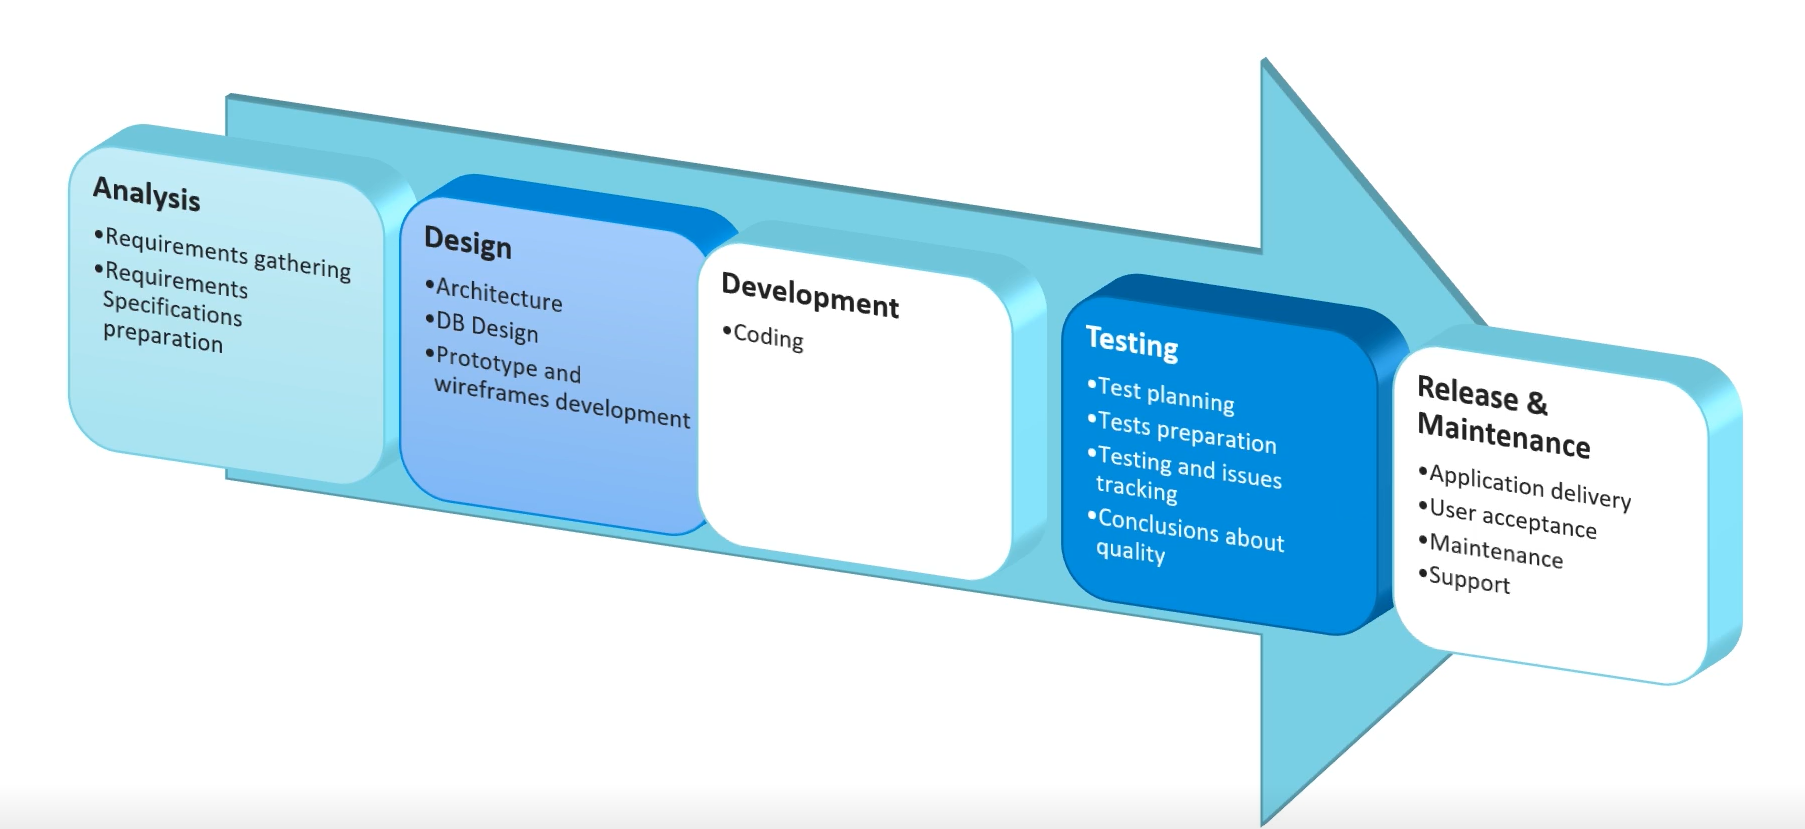 Analysis
•Requirements gathering
•Requirements
Specifications
preparation
Design
•Architecture
•DB Design
•Prototype and
wireframes development
Development
•Coding
Testing
•Test planning
•Tests preparation
•Testing and issues
tracking
•Conclusions about
quality
Release &
Maintenance
•Application delivery
•User acceptance
•Maintenance
•Support